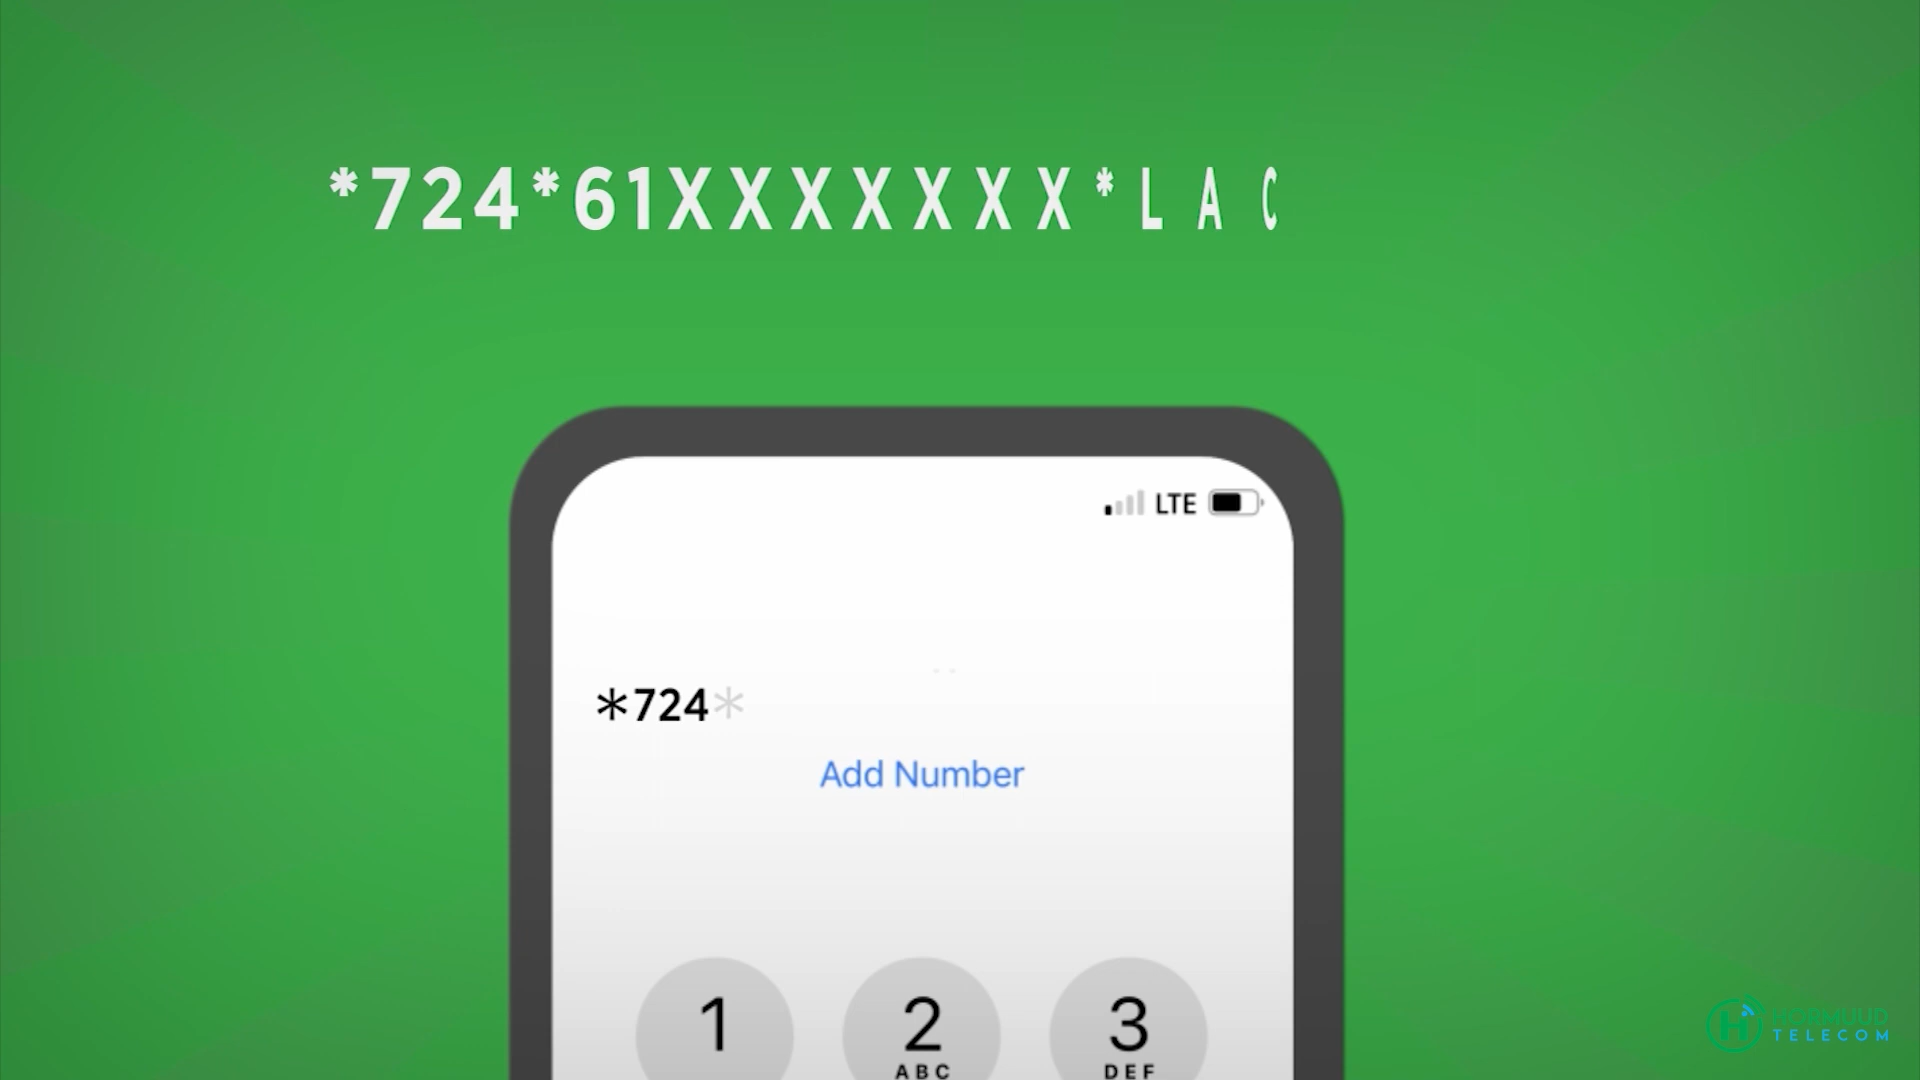 *724*61XXXXXXX*LAC
LTE
*724*
Add Number
1
2
3
ABC
DEF
HORMUUD
TELECOM